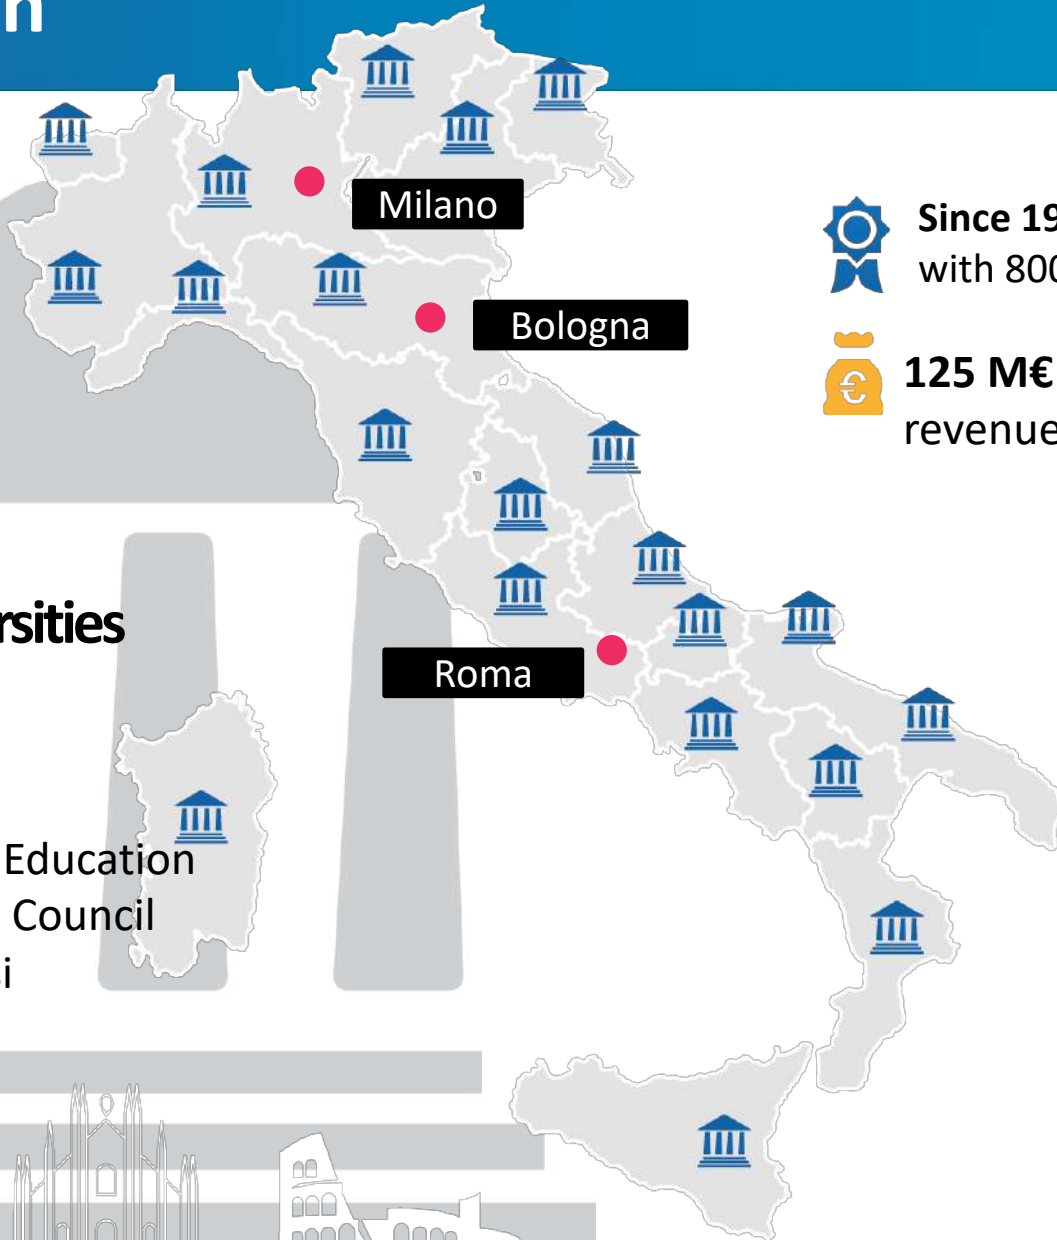 n
Milano
Since 19
with 800
Bologna
125 M€
revenue
rsities
Roma
Education
Council
i